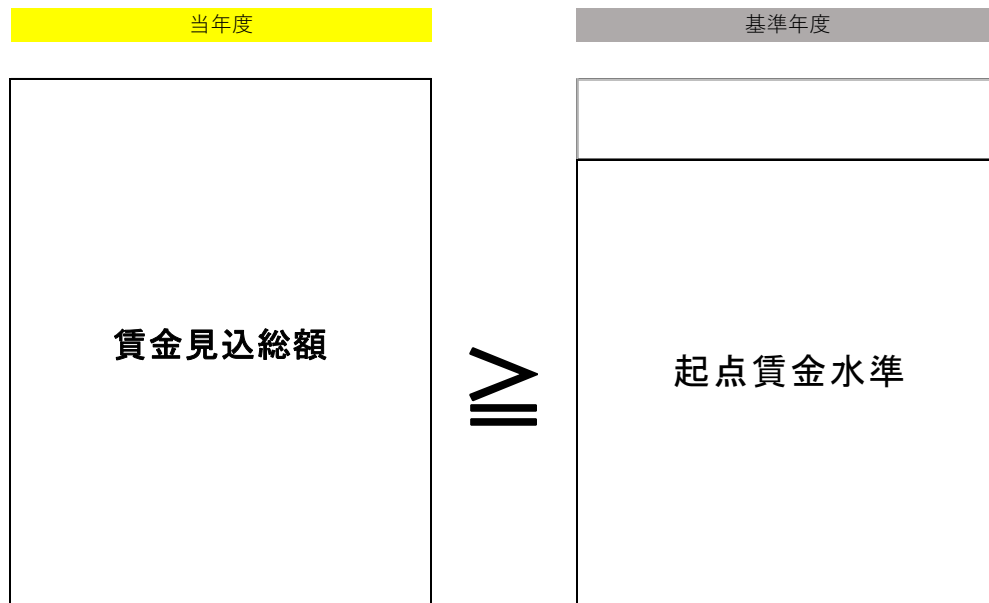 当年度
基準年度
賃金見込総額
≧
起点賃金水準